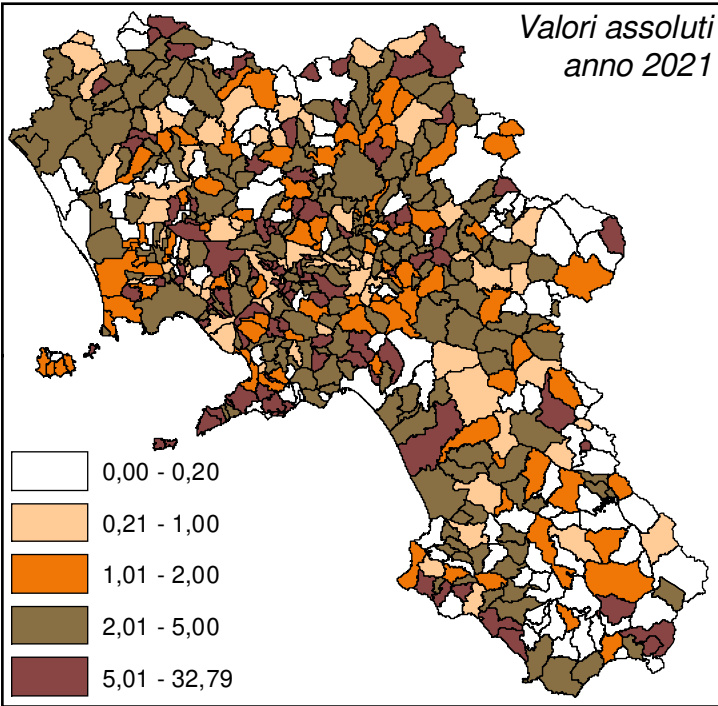 Valori assoluti
anno 2021
0,00 - 0,20
0,21 - 1,00
1,01 - 2,00
2,01 - 5,00
5,01 - 32,79